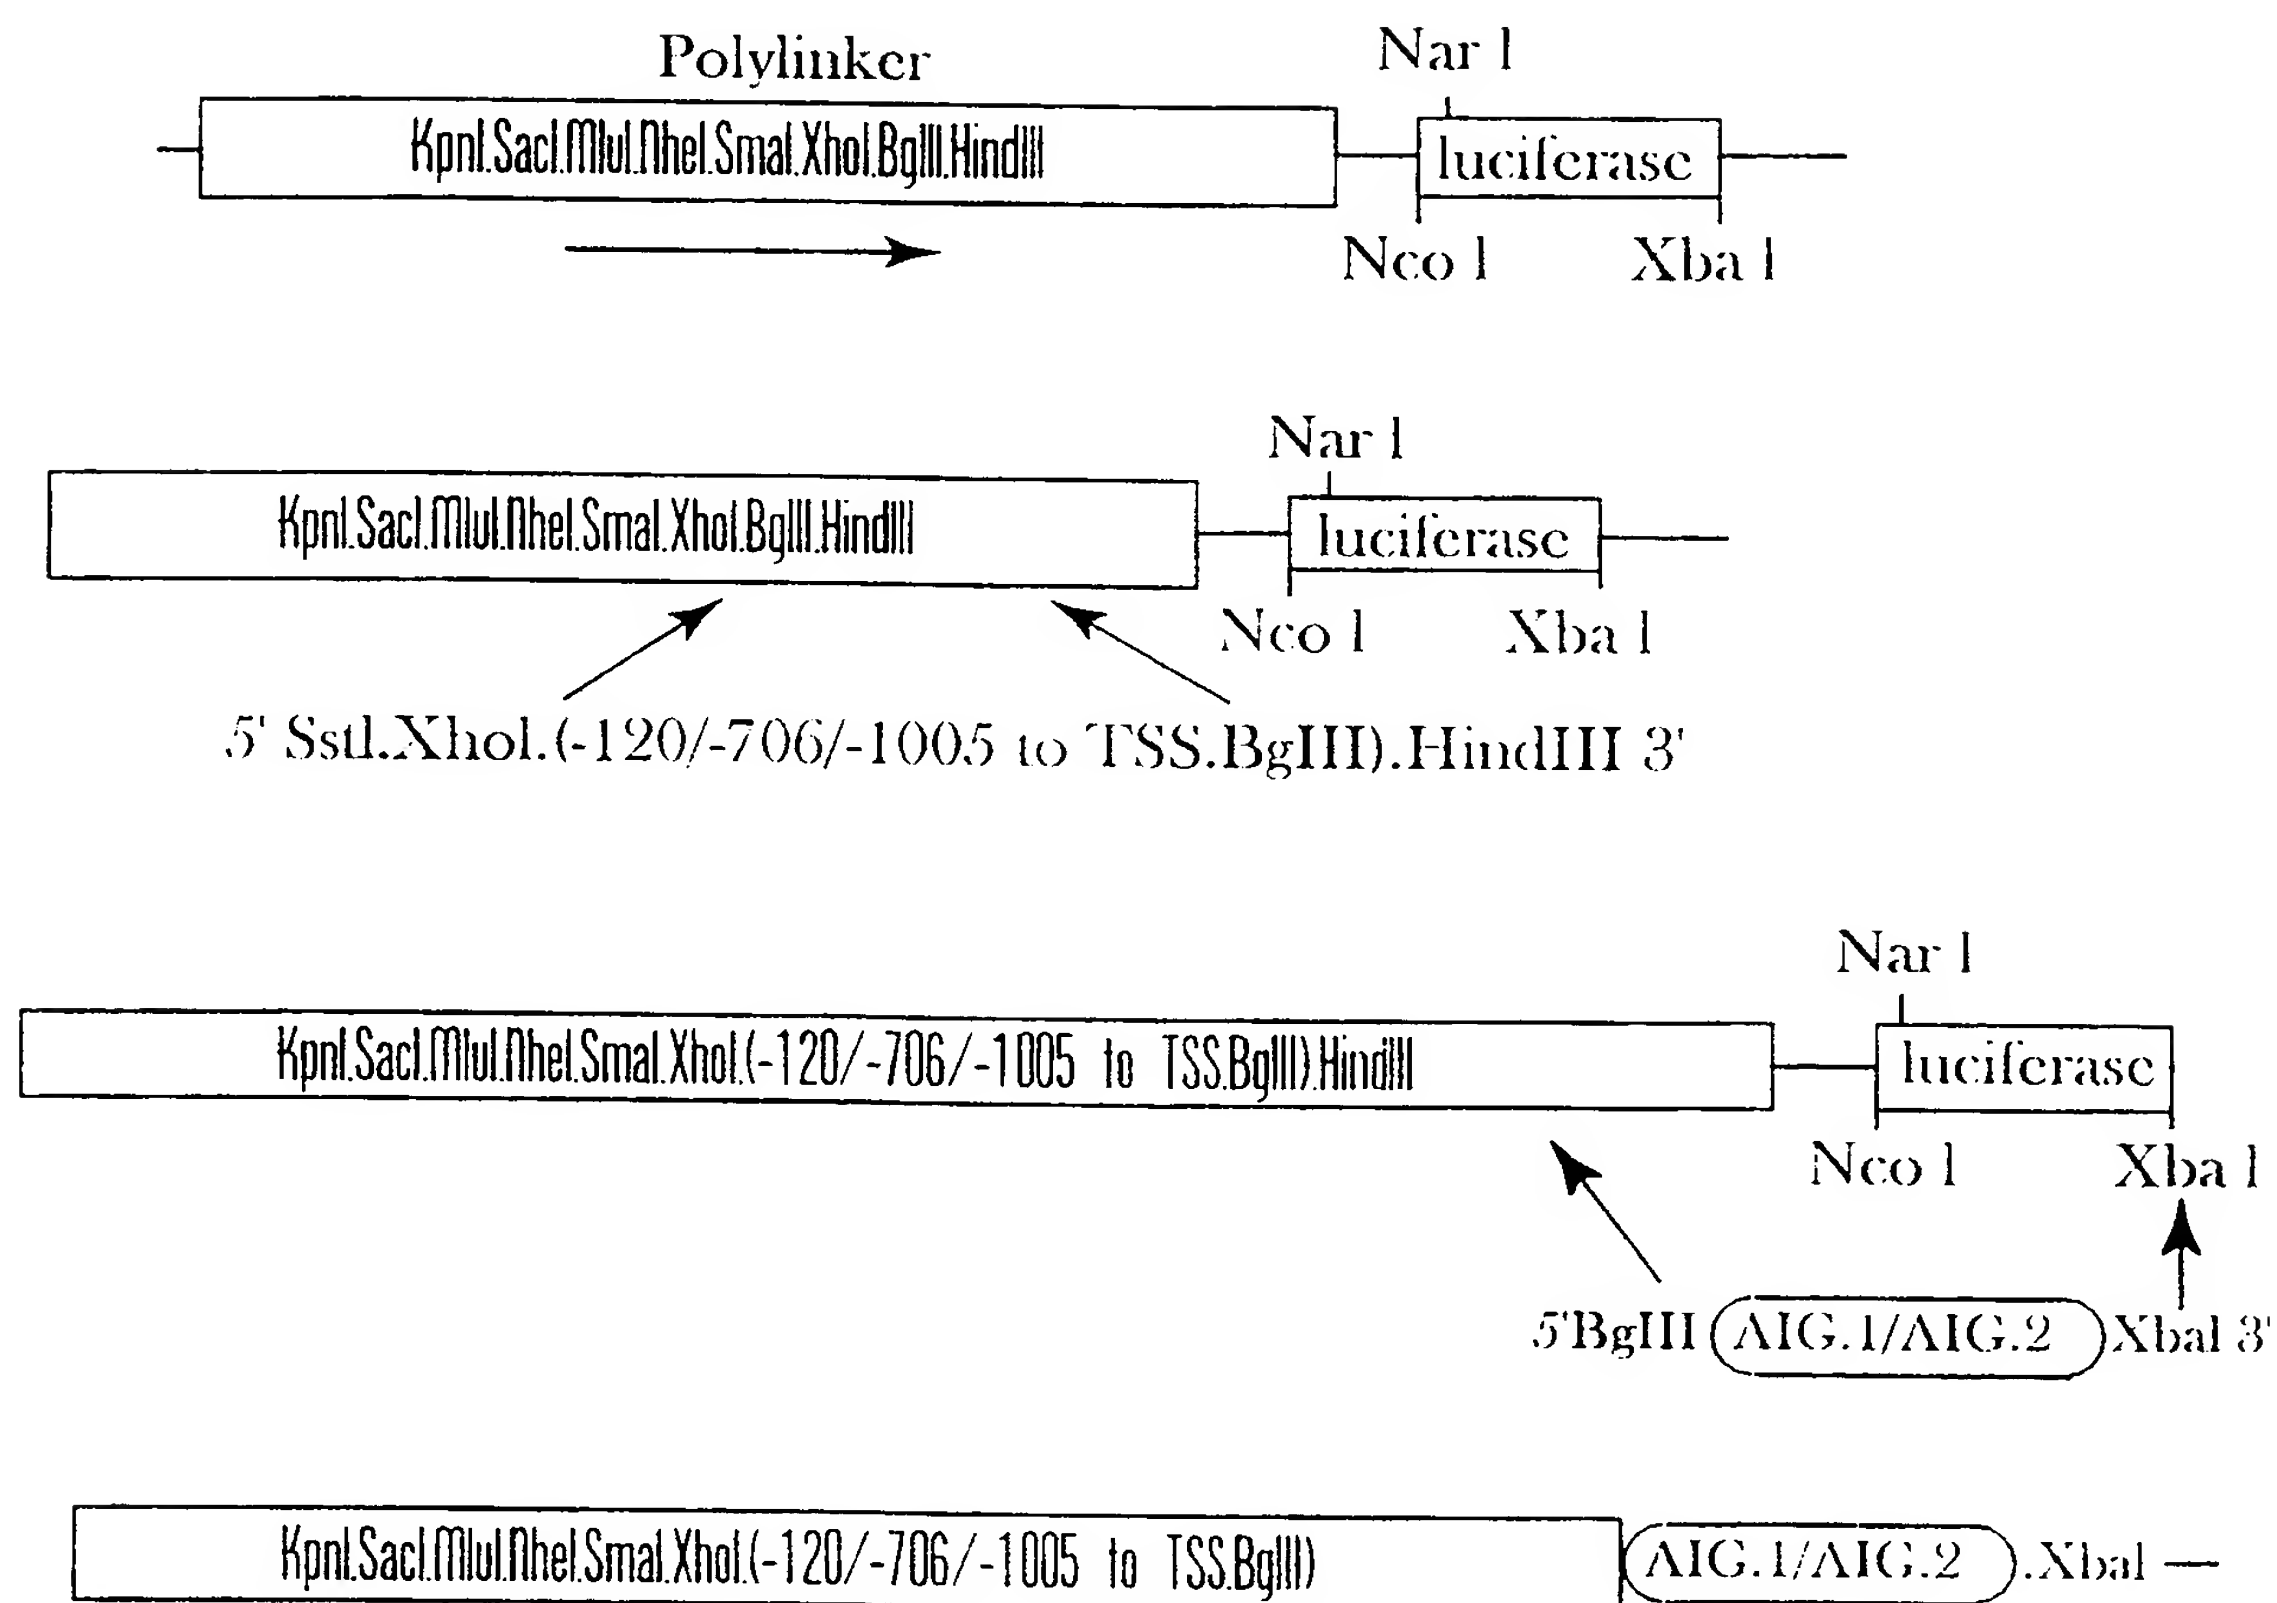 Polylinker
Nar I
KpnI.SacI.MluI.NheI.SmaI.XhoI.BglII.HindIII
luciferase
Nco I
Xba I
Nar I
KpnI.SacI.MluI.NheI.SmaI.XhoI.BglII.HindIII
luciferase
Nco I
Xba I
5' SstI.XhoI.(-120/-706/-1005 to TSS.BglII).HindIII 3'
Nar I
KpnI.SacI.MluI.NheI.SmaI.XhoI.(-120/-706/-1005 to TSS.BglII).HindIII
luciferase
Nco I
Xba I
5'BglII AIG.1/AIG.2 XbaI 3'
KpnI.SacI.MluI.NheI.SmaI.XhoI.(-120/-706/-1005 to TSS.BglII) AIG.1/AIG.2 .XbaI